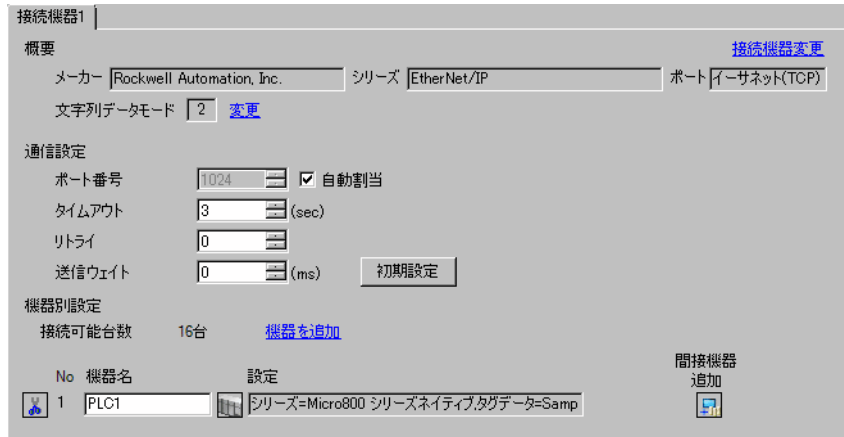 接続機器1
概要
接続機器変更
メーカー Rockwell Automation, Inc. シリーズ EtherNet/IP ポート イーサネット(TCP)
文字列データモード 2 変更
通信設定
ポート番号 1024 自動割当
タイムアウト 3 (sec)
リトライ 0
送信ウェイト 0 (ms) 初期設定
機器別設定
接続可能台数 16台 機器を追加
間接機器
No 機器名 設定 追加
1 PLC1 シリーズ=Micro800 シリーズネイティブ,タグデータ=Samp